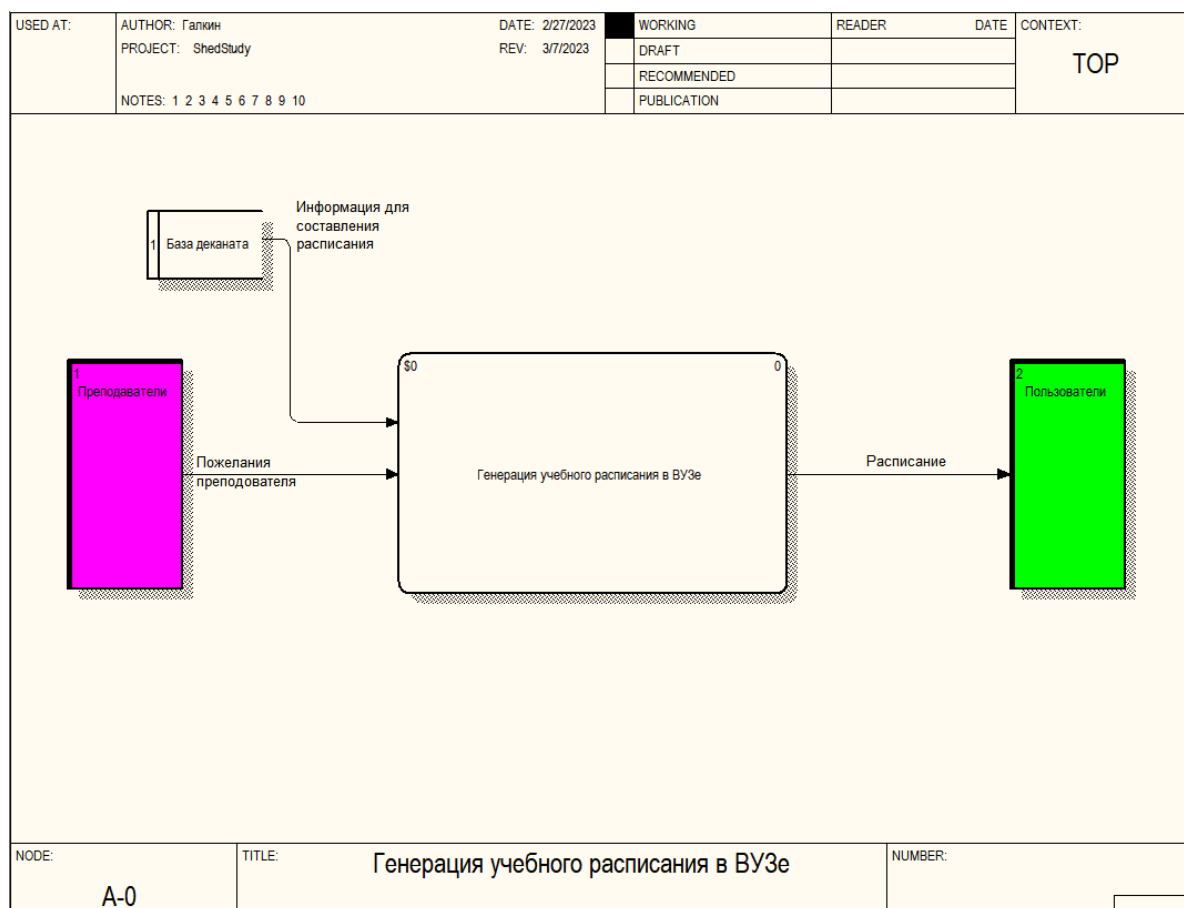 USED AT:
AUTHOR: Галкин
DATE: 2/27/2023
PROJECT: ShedStudy
REV: 3/7/2023
NOTES: 1 2 3 4 5 6 7 8 9 10
WORKING
DRAFT
RECOMMENDED
PUBLICATION
READER DATE
CONTEXT:
TOP
Информация для
составления
расписания
1 База деканата
1
Преподаватели
Пожелания
преподователя
$0 0
Генерация учебного расписания в ВУЗе
Расписание
2
Пользователи
NODE:
A-0
TITLE:
Генерация учебного расписания в ВУЗе
NUMBER: